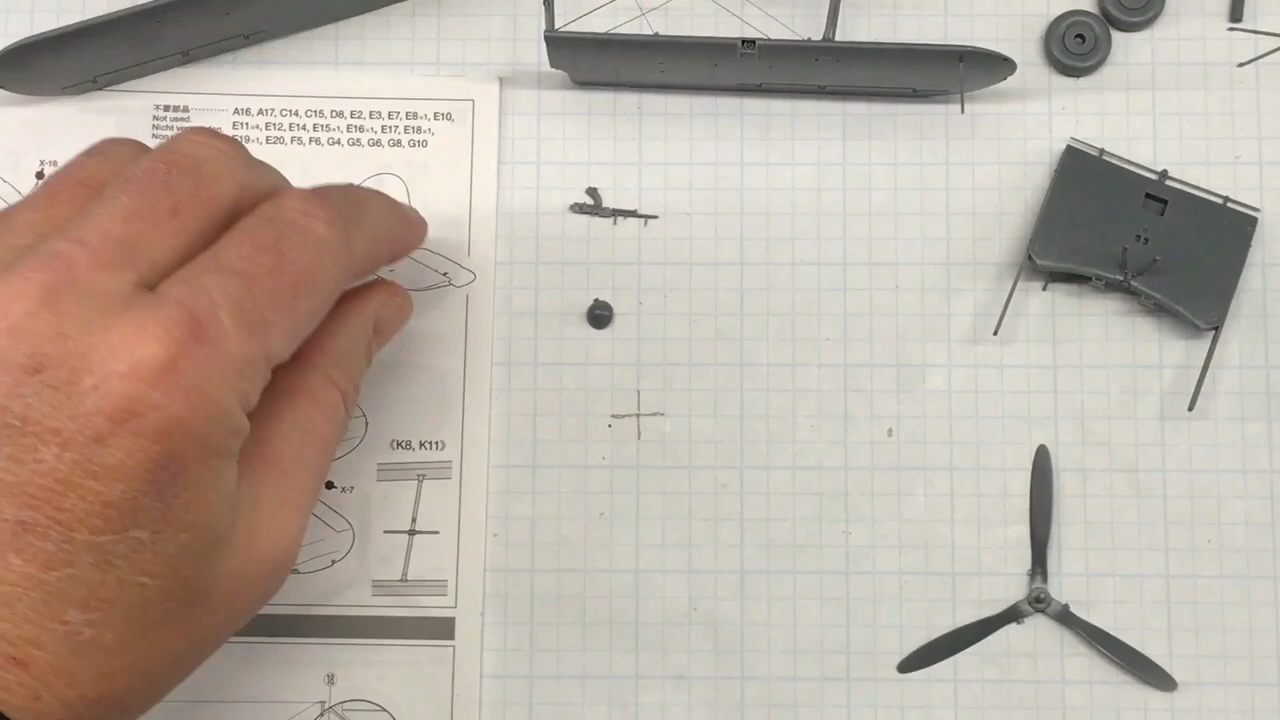 不要部品 A16, A17, C14, C15, D8, E2, E3, E7, E8×1, E10,
Not used. E11×4, E12, E14, E15×1, E16×1, E17, E18×1,
Nicht
E19×1, E20, F5, F6, G4, G5, G6, G8, G10
X-18
《K8, K11》
X-7
⑱